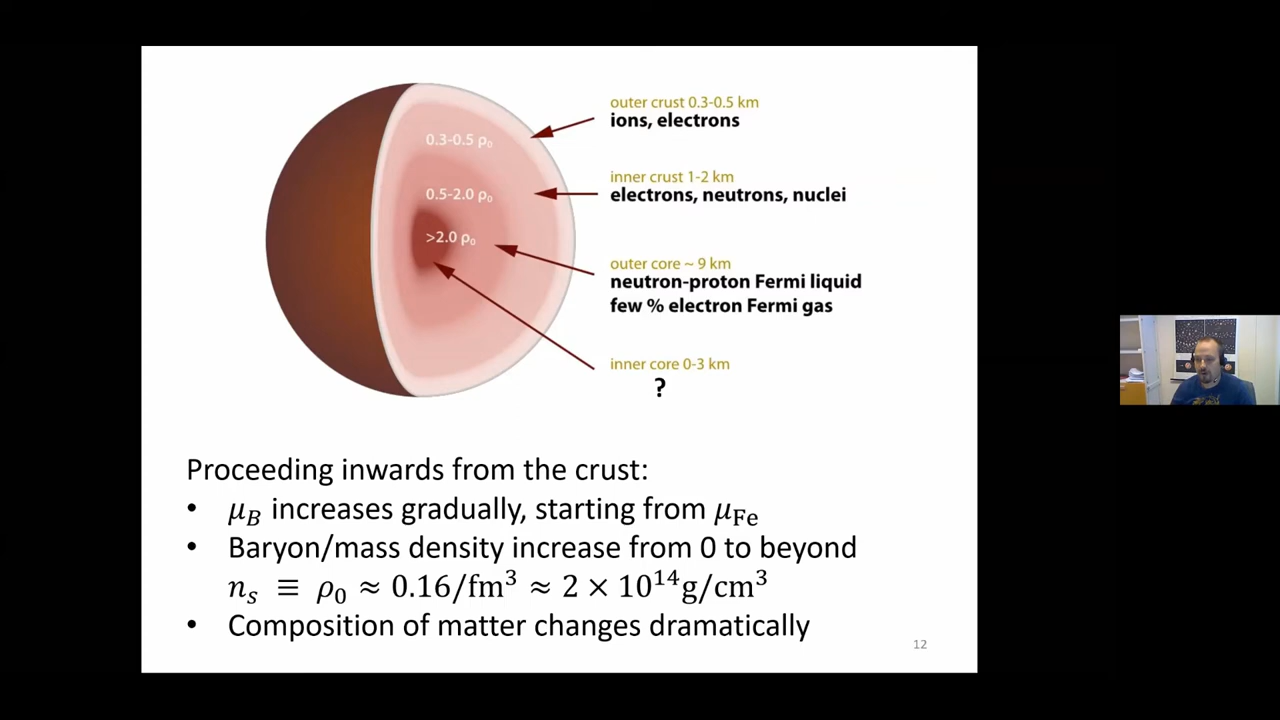 outer crust 0.3-0.5 km
ions, electrons
0.3-0.5 ρ₀
inner crust 1-2 km
electrons, neutrons, nuclei
0.5-2.0 ρ₀
>2.0 ρ₀
outer core ~ 9 km
neutron-proton Fermi liquid
few % electron Fermi gas
inner core 0-3 km
?
Proceeding inwards from the crust:
• μ_B increases gradually, starting from μ_Fe
• Baryon/mass density increase from 0 to beyond
n_s ≡ ρ₀ ≈ 0.16/fm³ ≈ 2 × 10¹⁴g/cm³
• Composition of matter changes dramatically
12